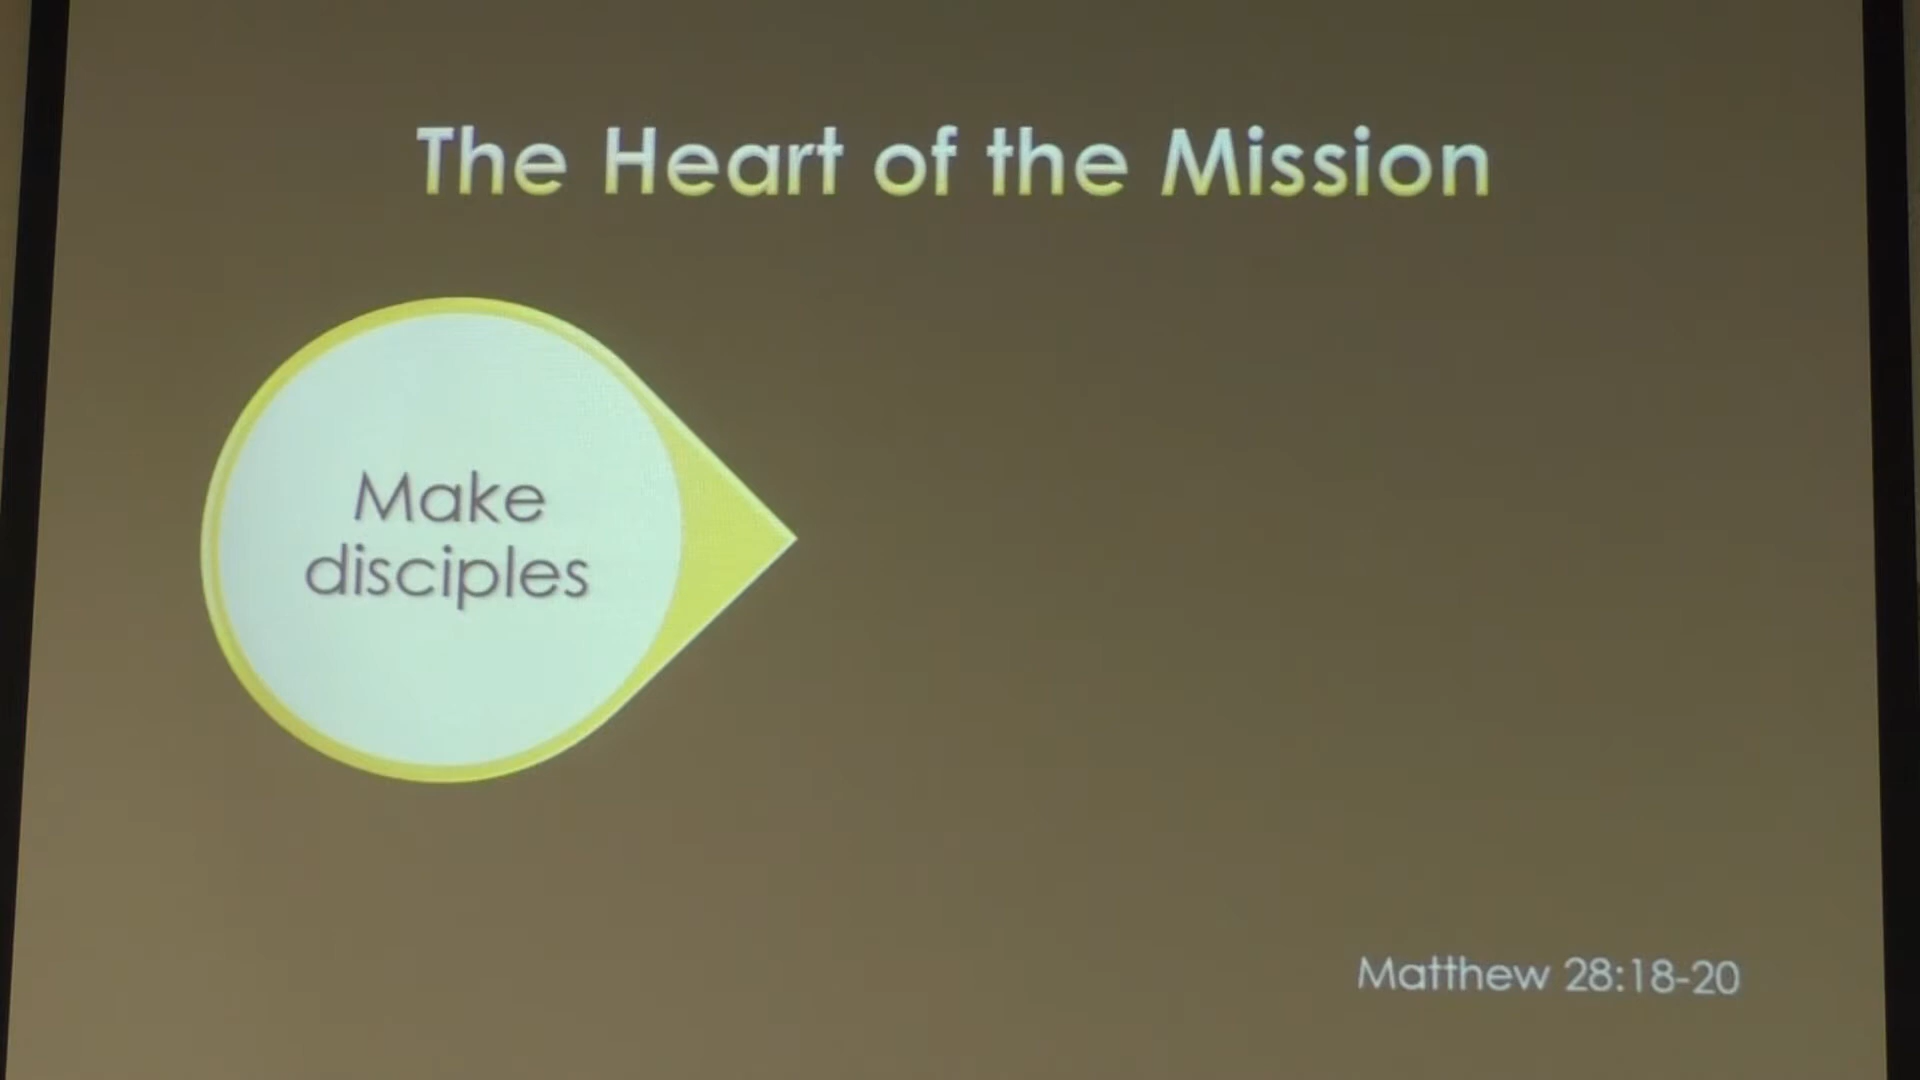 The Heart of the Mission
Make
disciples
Matthew 28:18-20